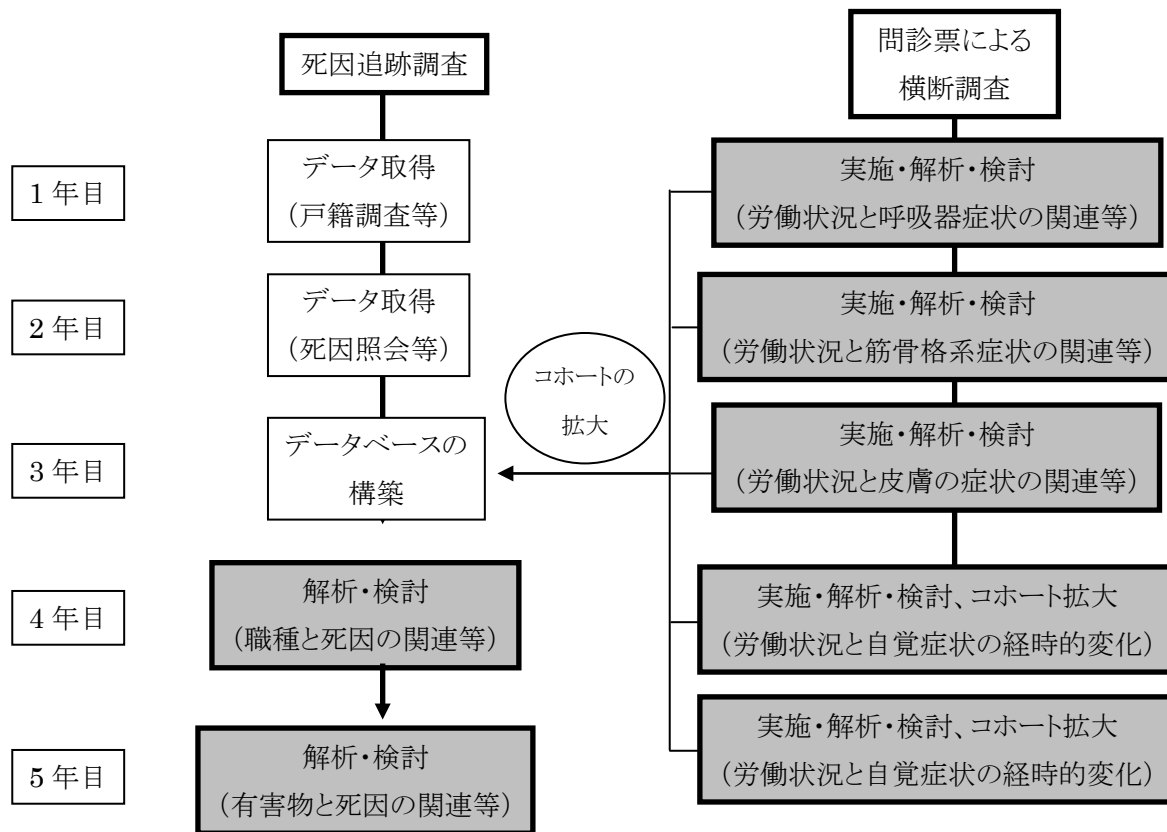 死因追跡調査
問診票による
横断調査
1 年目
データ取得
（戸籍調査等）
実施・解析・検討
（労働状況と呼吸器症状の関連等）
2 年目
データ取得
（死因照会等）
実施・解析・検討
（労働状況と筋骨格系症状の関連等）
コホートの
拡大
3 年目
データベースの
構築
実施・解析・検討
（労働状況と皮膚の症状の関連等）
4 年目
解析・検討
（職種と死因の関連等）
実施・解析・検討、コホート拡大
（労働状況と自覚症状の経時的変化）
5 年目
解析・検討
（有害物と死因の関連等）
実施・解析・検討、コホート拡大
（労働状況と自覚症状の経時的変化）